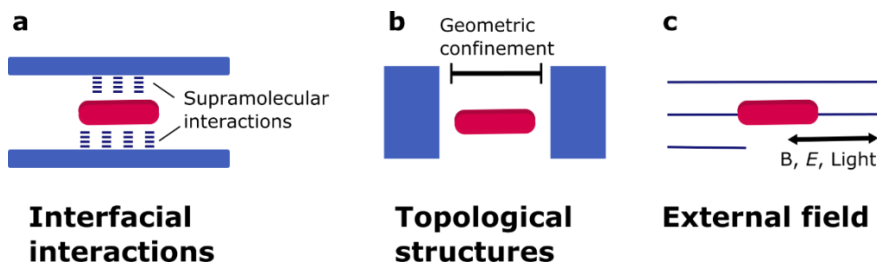 a
Supramolecular
interactions
Interfacial
interactions
b
Geometric
confinement
Topological
structures
c
B, E, Light
External field